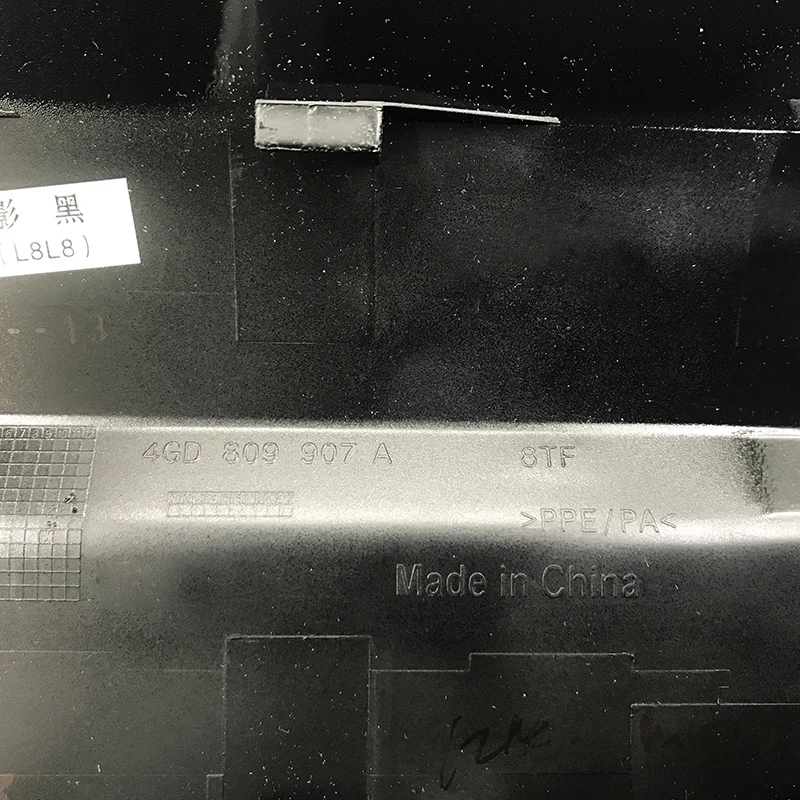 影 黑
(L8L8)
4GD 809 907 A
8TF
>PPE/PA<
Made in China